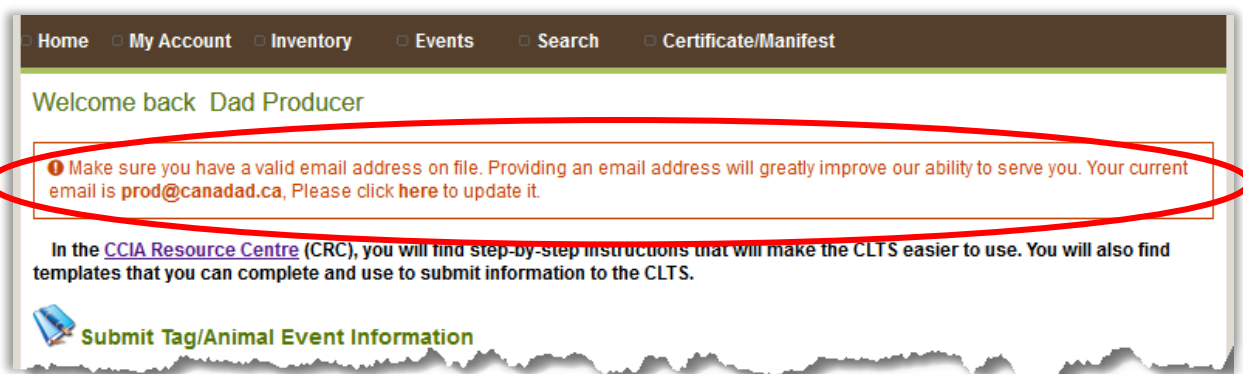 Home My Account Inventory Events Search Certificate/Manifest
Welcome back Dad Producer
Make sure you have a valid email address on file. Providing an email address will greatly improve our ability to serve you. Your current
email is prod@canadad.ca, Please click here to update it.
In the CCIA Resource Centre (CRC), you will find step-by-step instructions that will make the CLTS easier to use. You will also find
templates that you can complete and use to submit information to the CLTS.
Submit Tag/Animal Event Information